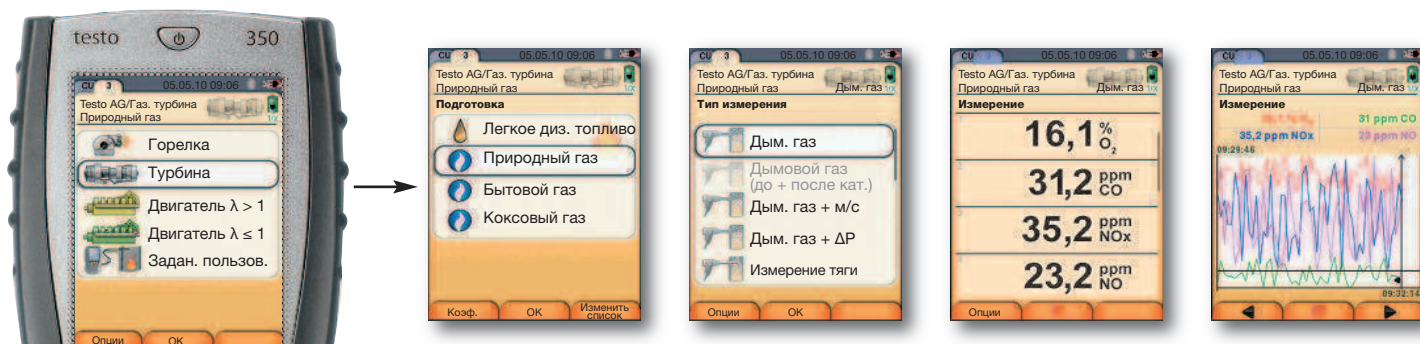 testo
350
CU 3 05.05.10 09:06
Testo AG/Газ. турбина
Природный газ
1/x
Горелка
Турбина
Двигатель λ > 1
Двигатель λ ≤ 1
Задан. пользов.
Опции OK
CU 3 05.05.10 09:06
Testo AG/Газ. турбина
Природный газ
1/x
Подготовка
Легкое диз. топливо
Природный газ
Бытовой газ
Коксовый газ
Коэф. OK Изменить
список
CU 3 05.05.10 09:06
Testo AG/Газ. турбина
Природный газ Дым. газ 1/x
Тип измерения
Дым. газ
Дымовой газ
(до + после кат.)
Дым. газ + м/с
Дым. газ + ΔP
Измерение тяги
Опции OK
CU 05.05.10 09:06
Testo AG/Газ. турбина
Природный газ Дым. газ 1/x
Измерение
16,1 % O2
31,2 ppm CO
35,2 ppm NOx
23,2 ppm NO
Опции
CU 05.05.10 09:06
Testo AG/Газ. турбина
Природный газ Дым. газ 1/x
Измерение
31 ppm CO
35,2 ppm NOx 23 ppm NO
09:29:46
09:32:14